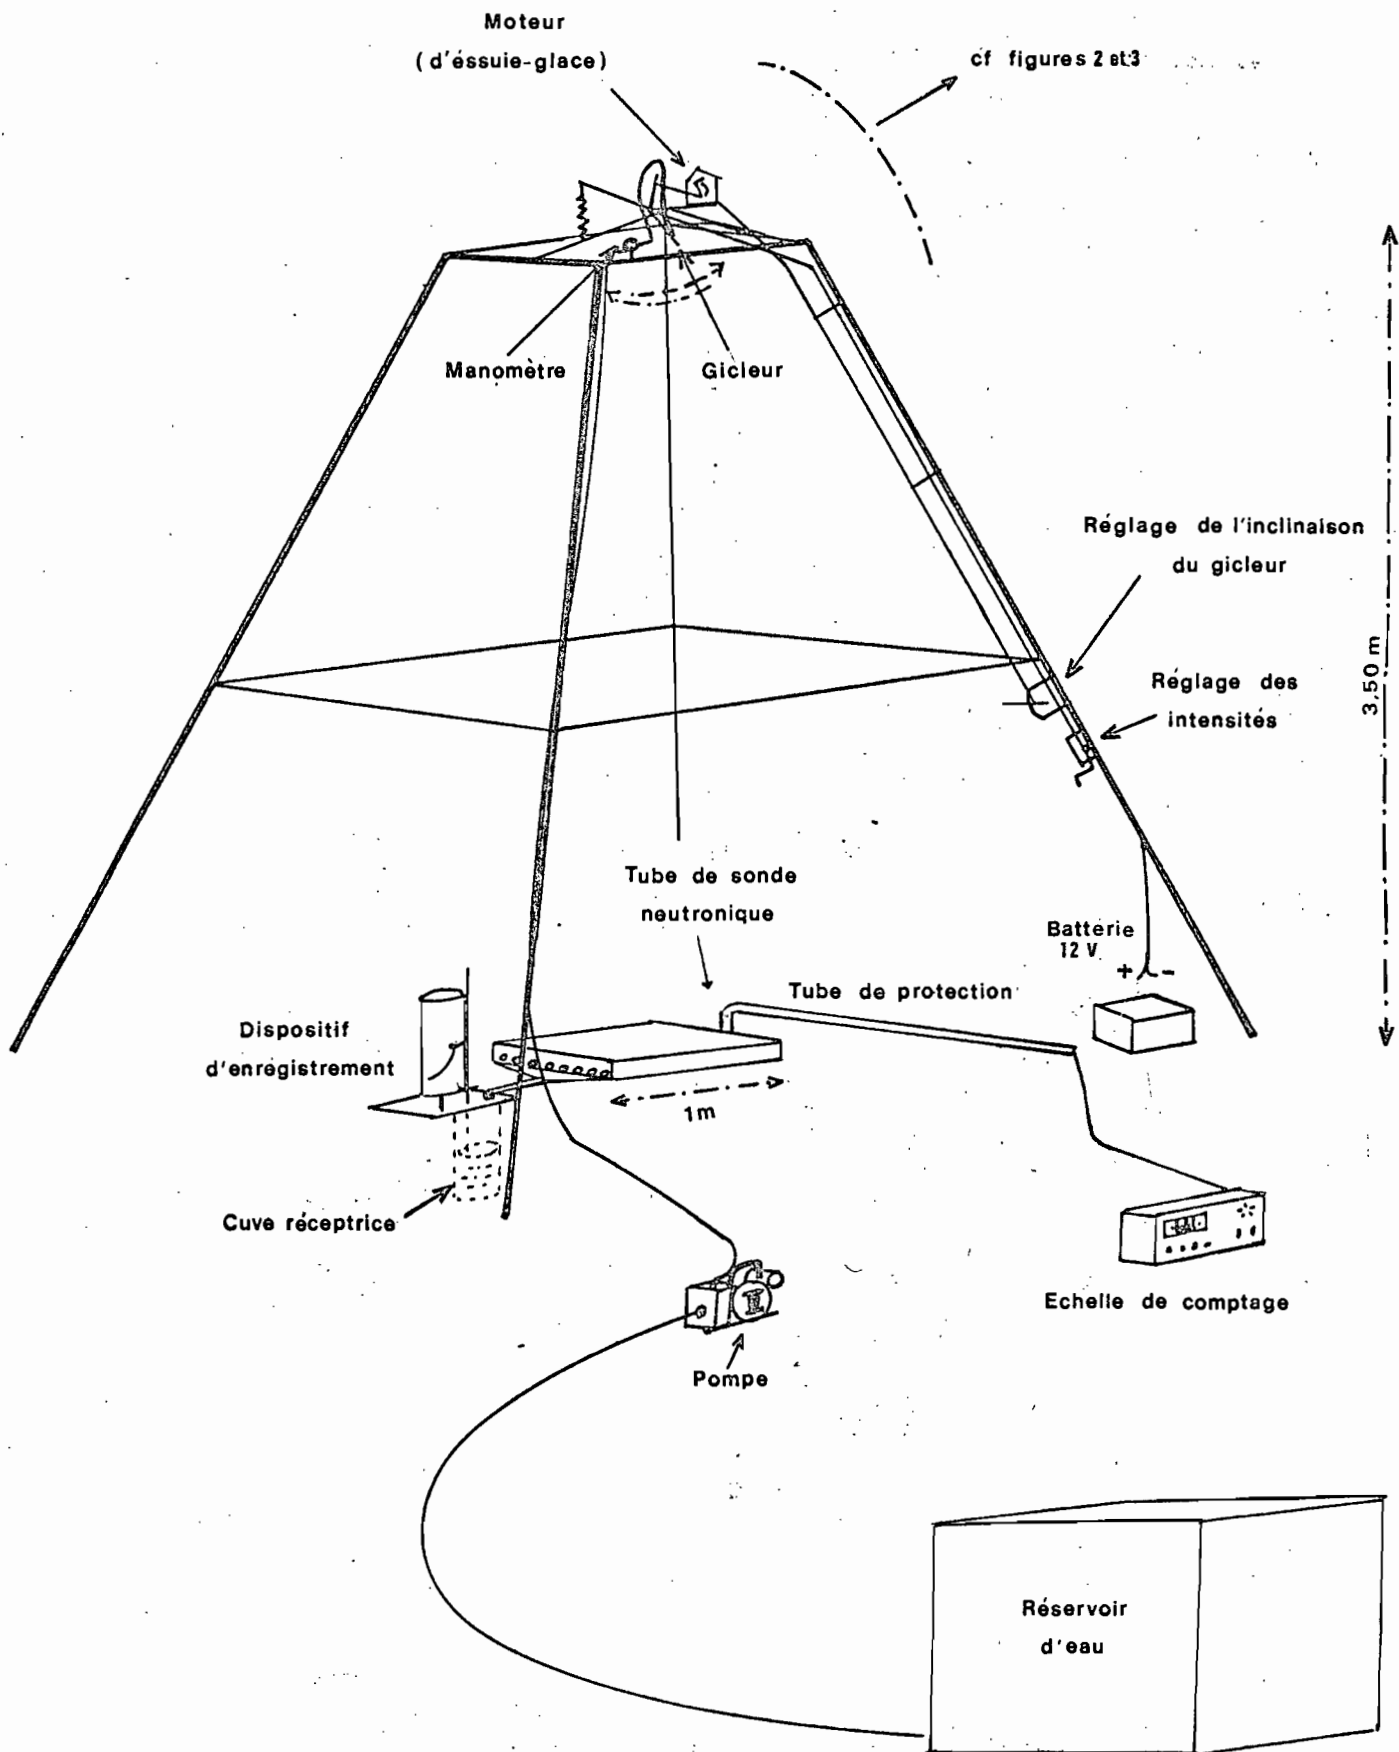 Moteur
(d'éssuie-glace)
cf figures 2 et 3
Manomètre
Gicleur
Réglage de l'inclinaison
du gicleur
Réglage des
intensités
3,50 m
Tube de sonde
neutronique
Batterie
12 V
+ -
Tube de protection
Dispositif
d'enrégistrement
1m
Cuve réceptrice
Echelle de comptage
Pompe
Réservoir
d'eau